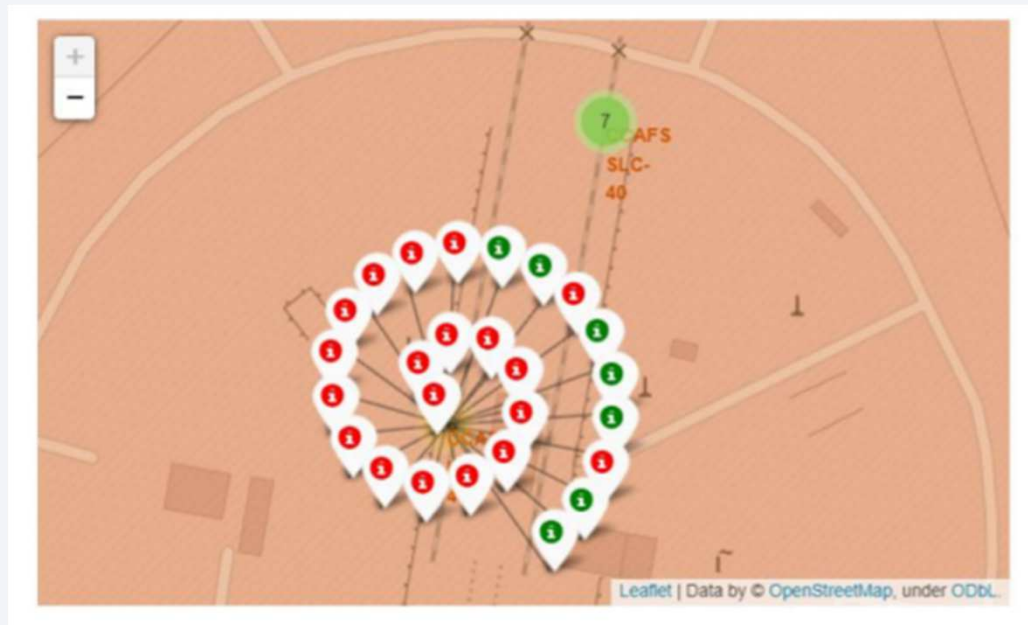 +
−
7
CCAFS
SLC-
40
Leaflet | Data by © OpenStreetMap, under ODbL.